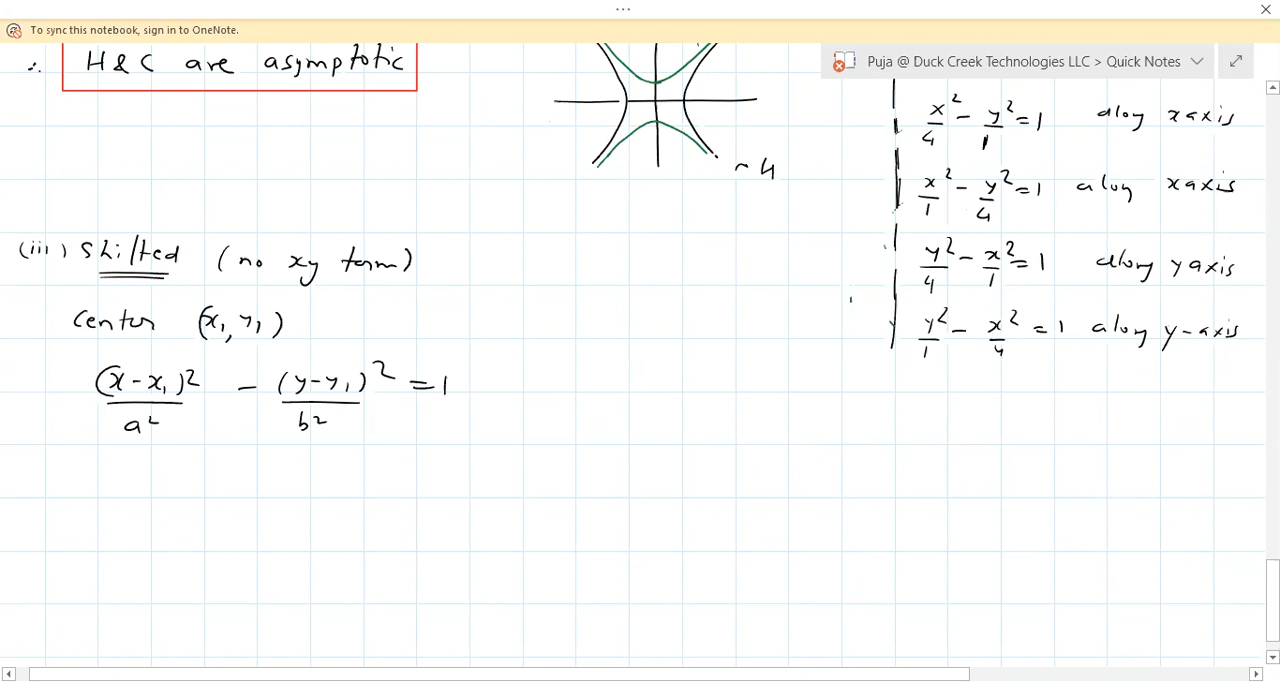 ...
To sync this notebook, sign in to OneNote.
∴ H & C are asymptotic
Puja @ Duck Creek Technologies LLC > Quick Notes
~ 4
x²/4 - y²/1 = 1 along x axis
x²/1 - y²/4 = 1 along x axis
y²/4 - x²/1 = 1 along y axis
y²/1 - x²/4 = 1 along y-axis
(iii) Shifted (no xy term)
center (x₁, y₁)
(x - x₁)²/a² - (y - y₁)²/b² = 1